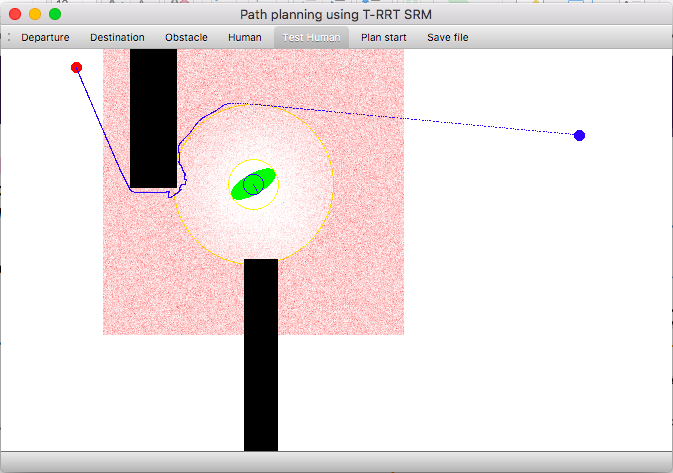 Path planning using T-RRT SRM
Departure Destination Obstacle Human Test Human Plan start Save file